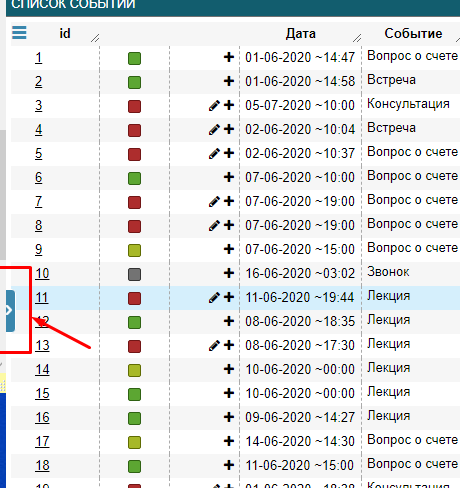 СПИСОК СОБЫТИЙ
id Дата Событие
1 01-06-2020 ~14:47 Вопрос о счете
2 01-06-2020 ~14:58 Встреча
3 05-07-2020 ~10:00 Консультация
4 02-06-2020 ~10:04 Встреча
5 02-06-2020 ~10:37 Вопрос о счете
6 07-06-2020 ~10:00 Вопрос о счете
7 07-06-2020 ~19:00 Вопрос о счете
8 07-06-2020 ~19:00 Вопрос о счете
9 07-06-2020 ~15:00 Вопрос о счете
10 16-06-2020 ~03:02 Звонок
11 11-06-2020 ~19:44 Лекция
12 08-06-2020 ~18:35 Лекция
13 08-06-2020 ~17:30 Лекция
14 10-06-2020 ~00:00 Лекция
15 10-06-2020 ~00:00 Лекция
16 09-06-2020 ~14:27 Лекция
17 14-06-2020 ~14:30 Вопрос о счете
18 11-06-2020 ~15:00 Вопрос о счете
19 01-06-2020 ~18:38 Консультация